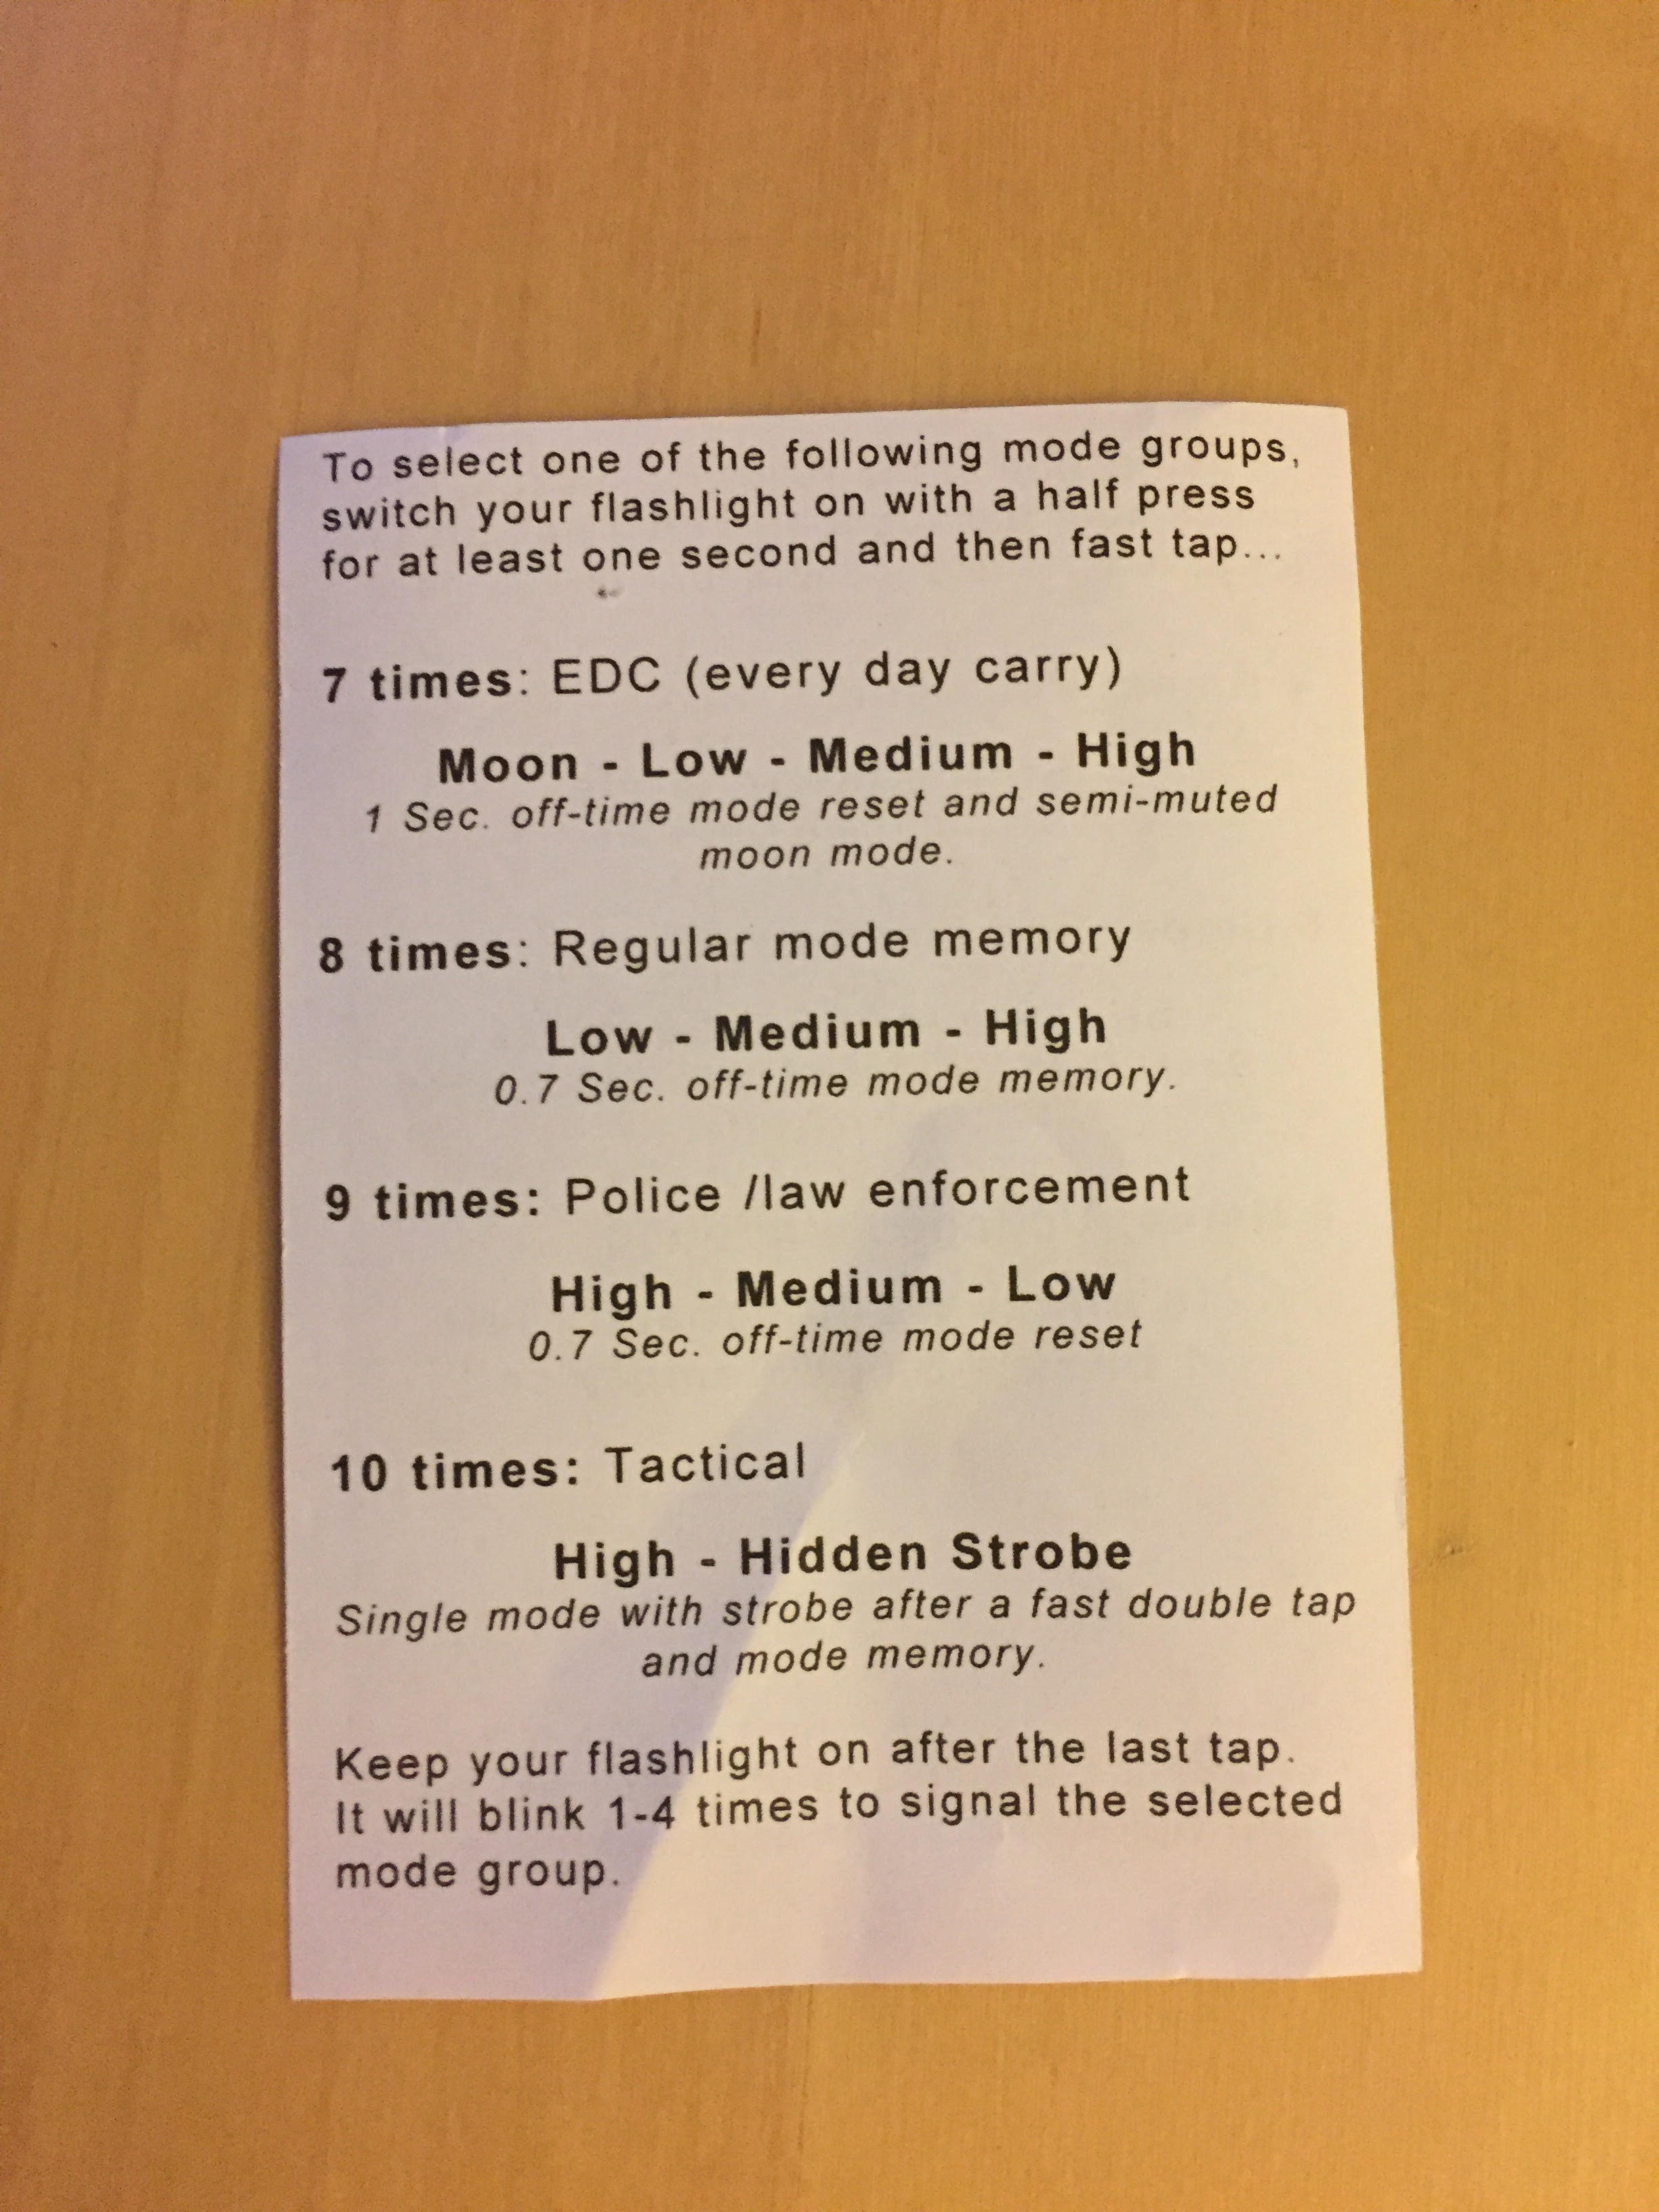 To select one of the following mode groups,
switch your flashlight on with a half press
for at least one second and then fast tap...
7 times: EDC (every day carry)
Moon - Low - Medium - High
1 Sec. off-time mode reset and semi-muted
moon mode.
8 times: Regular mode memory
Low - Medium - High
0.7 Sec. off-time mode memory.
9 times: Police /law enforcement
High - Medium - Low
0.7 Sec. off-time mode reset
10 times: Tactical
High - Hidden Strobe
Single mode with strobe after a fast double tap
and mode memory.
Keep your flashlight on after the last tap.
It will blink 1-4 times to signal the selected
mode group.